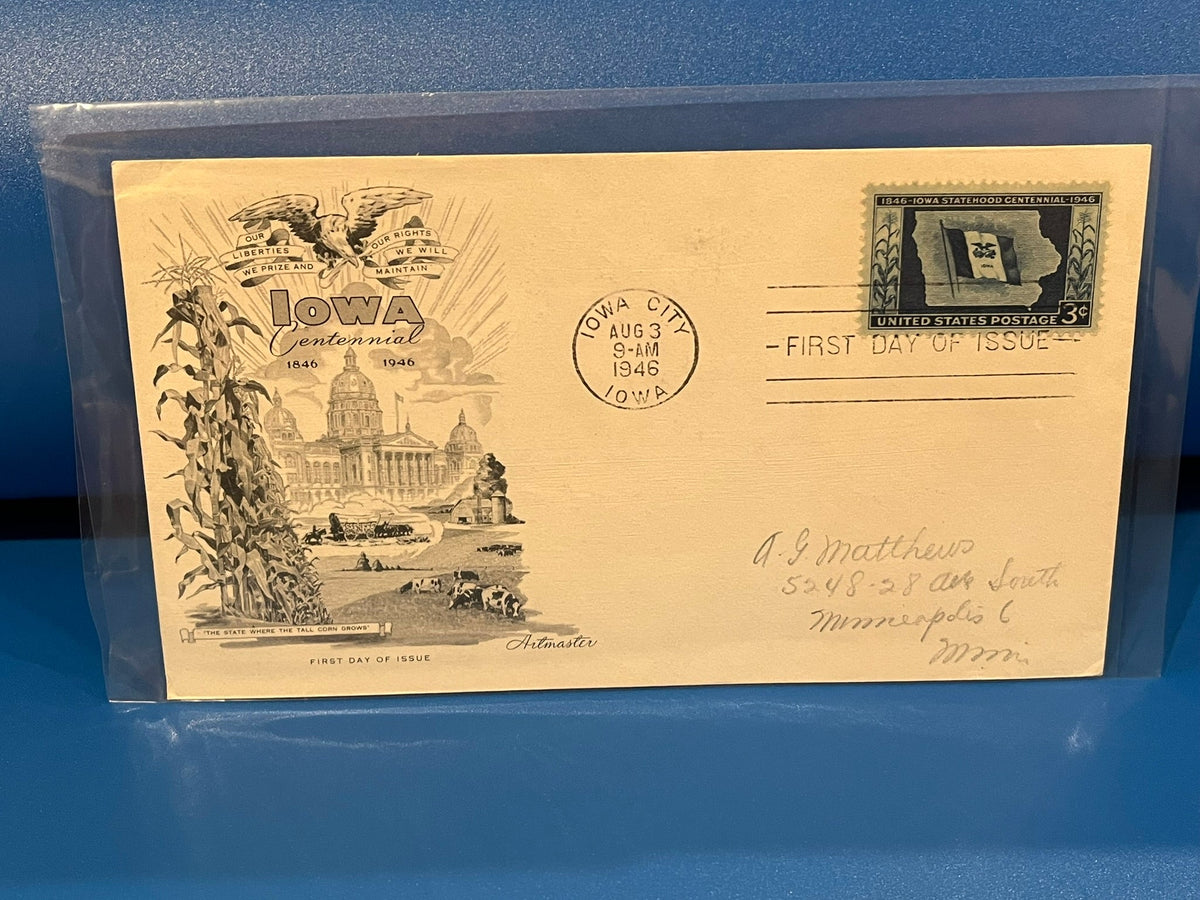 OUR
LIBERTIES
WE PRIZE AND
OUR RIGHTS
WE WILL
MAINTAIN
IOWA
Centennial
1846 1946
"THE STATE WHERE THE TALL CORN GROWS"
FIRST DAY OF ISSUE
Artmaster
IOWA CITY
AUG 3
9-AM
1946
IOWA
1846-IOWA STATEHOOD CENTENNIAL-1946
IOWA
3¢
UNITED STATES POSTAGE
-FIRST DAY OF ISSUE-
A. G. Matthews
5248-28 Ave South
Minneapolis 6
Minn.